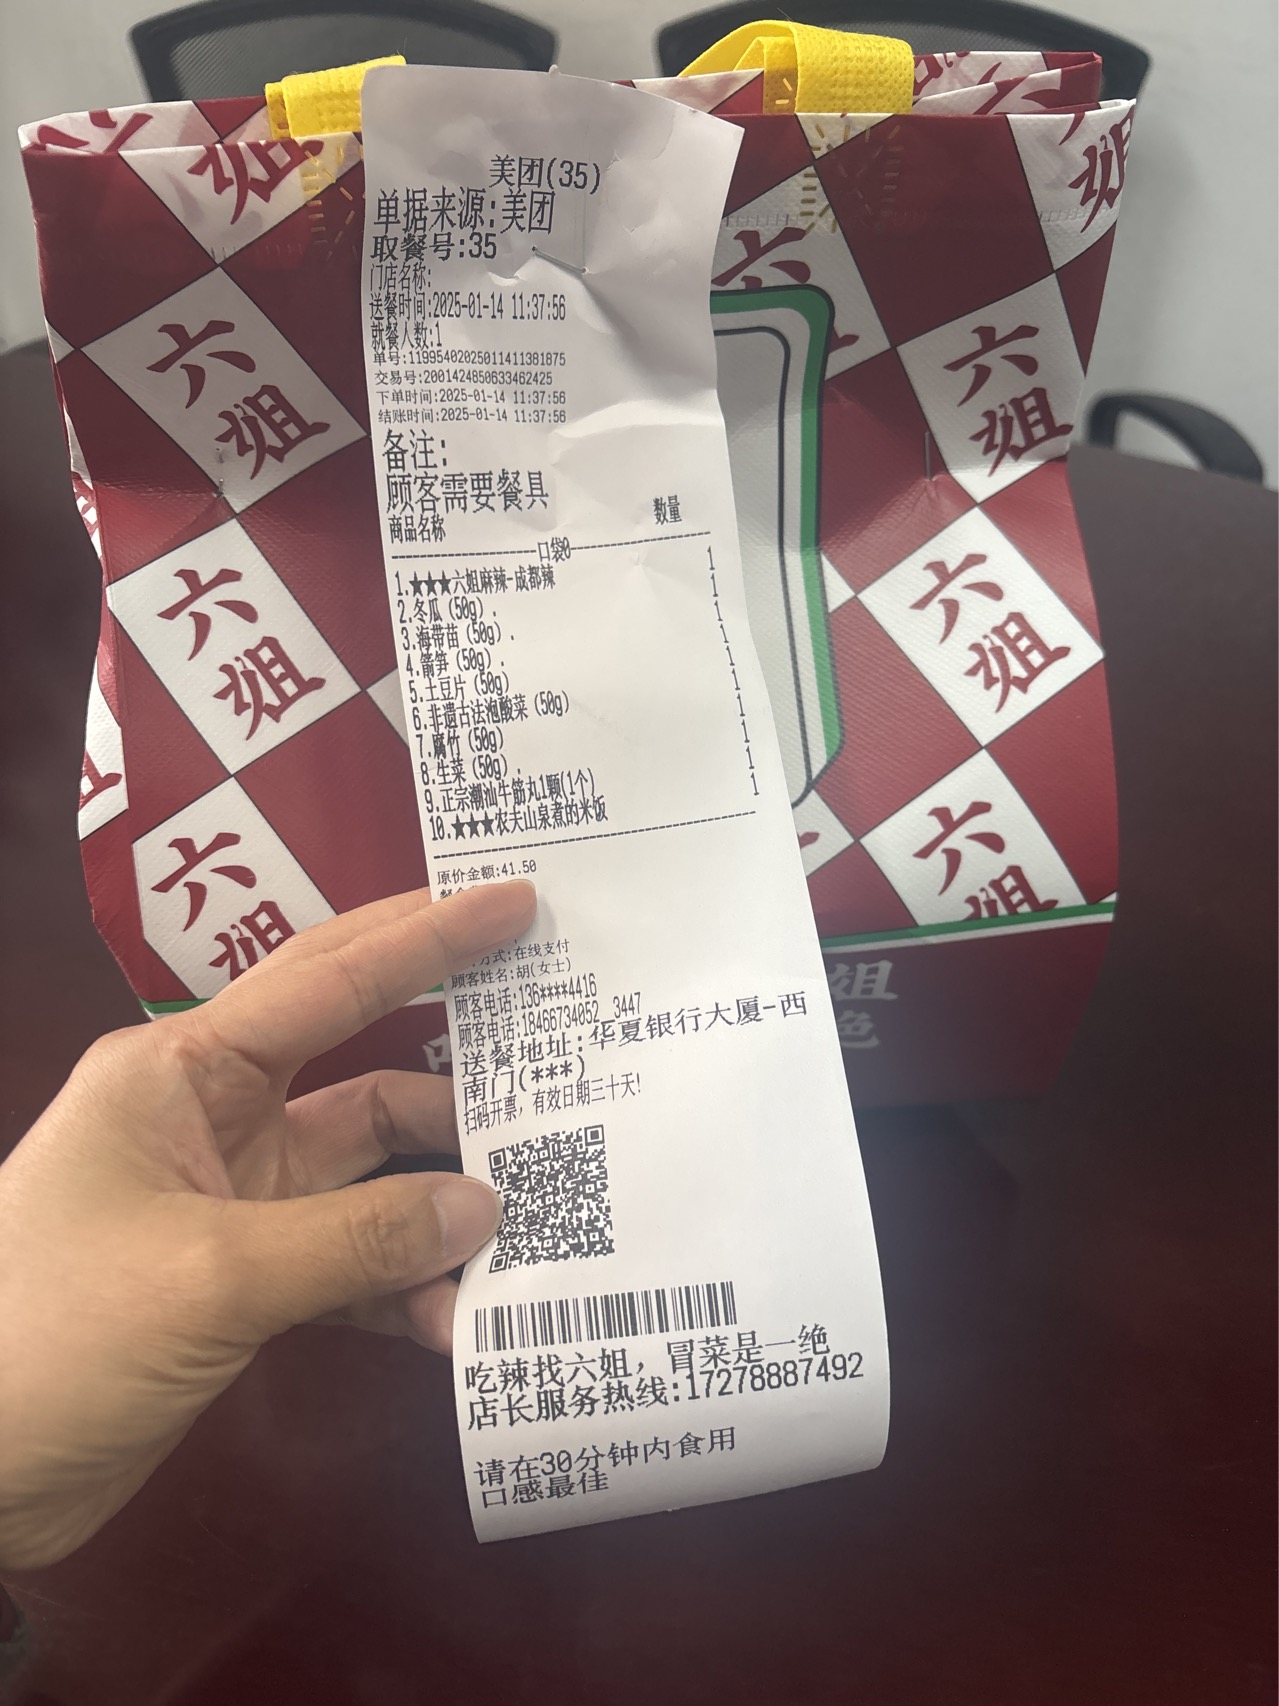 美团(35)
单据来源:美团
取餐号:35
门店名称:
送餐时间:2025-01-14 11:37:56
就餐人数:1
单号:11995402025011411381875
交易号:2001424850633462425
下单时间:2025-01-14 11:37:56
结账时间:2025-01-14 11:37:56
备注:
顾客需要餐具
商品名称 数量
口袋0
1.★★★六姐麻辣-成都辣 1
2.冬瓜(50g). 1
3.海带苗(50g). 1
4.箭笋(50g). 1
5.土豆片(50g) 1
6.非遗古法泡酸菜(50g) 1
7.腐竹(50g) 1
8.生菜(50g). 1
9.正宗潮汕牛筋丸1颗(1个) 1
10.★★★农夫山泉煮的米饭 1
原价金额:41.50
方式:在线支付
顾客姓名:胡(女士)
顾客电话:136****4416
顾客电话:18466734052_3447
送餐地址:华夏银行大厦-西
南门(***)
扫码开票，有效日期三十天!
吃辣找六姐，冒菜是一绝
店长服务热线:17278887492
请在30分钟内食用
口感最佳
六姐
六姐
六姐
六姐
六姐
六姐
六姐
姐
色